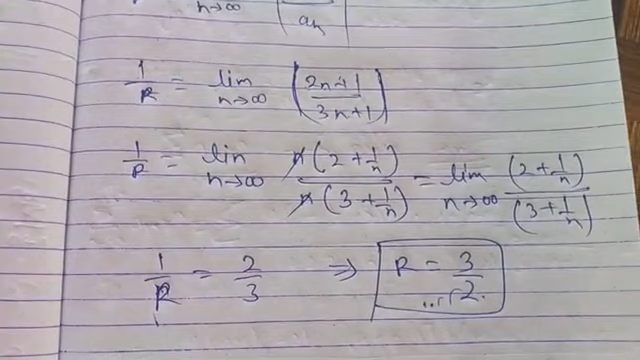 n→∞ | aₙ |
1/R = lim n→∞ |(2n+1)/(3n+1)|
1/R = lim n→∞ n(2+1/n)/n(3+1/n) = lim n→∞ (2+1/n)/(3+1/n)
1/R = 2/3 ⇒ R = 3/2